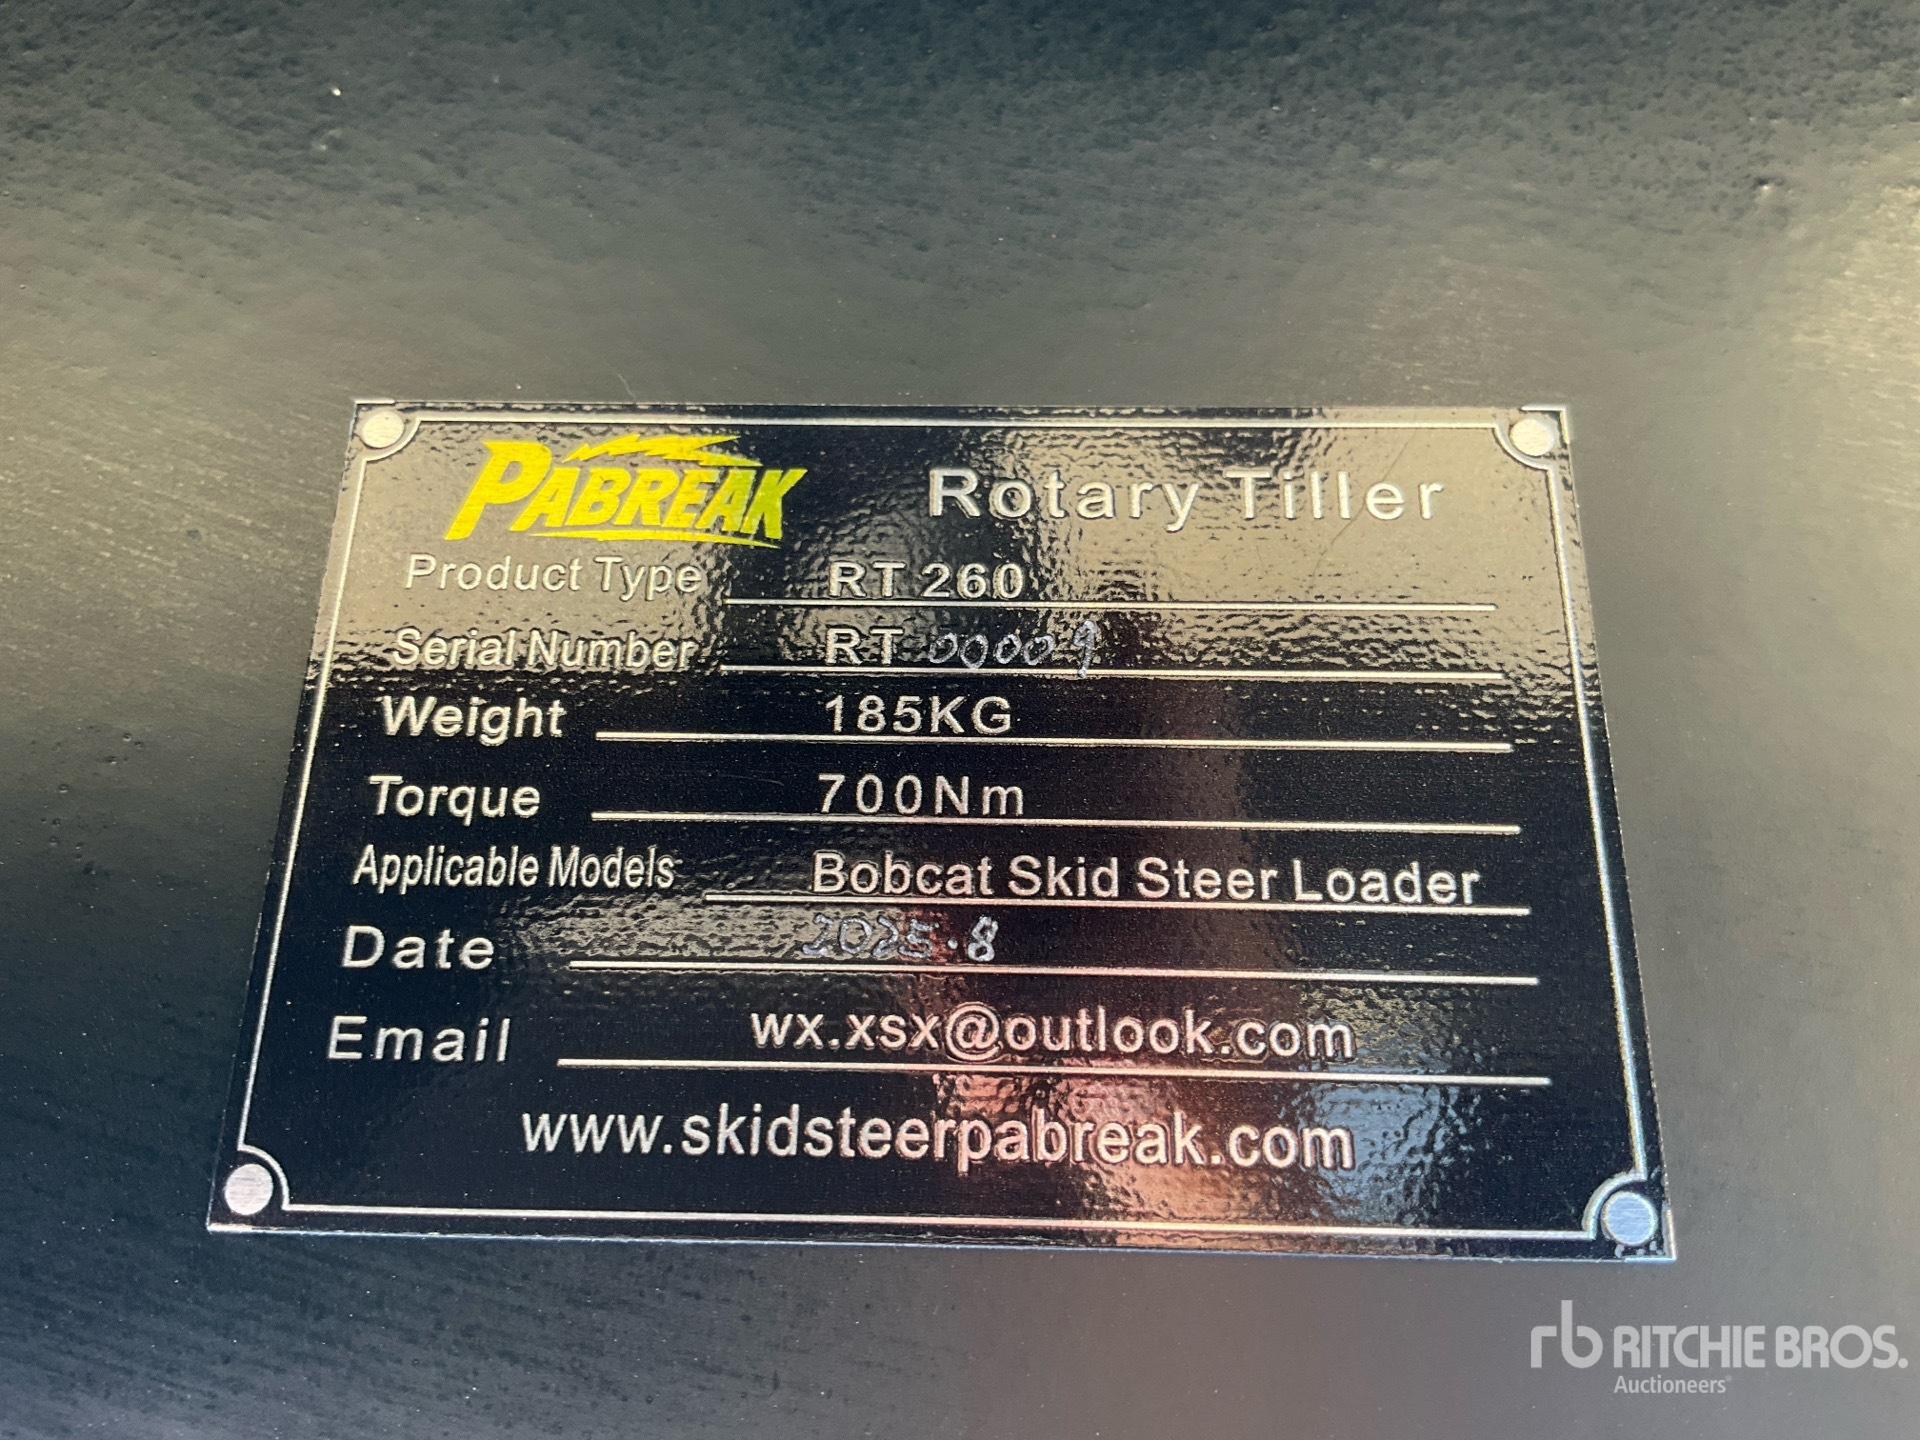 PABREAK Rotary Tiller
Product Type RT 260
Serial Number RT 00009
Weight 185KG
Torque 700Nm
Applicable Models Bobcat Skid Steer Loader
Date 2025.8
Email wx.xsx@outlook.com
www.skidsteerpabreak.com
rb RITCHIE BROS.
Auctioneers